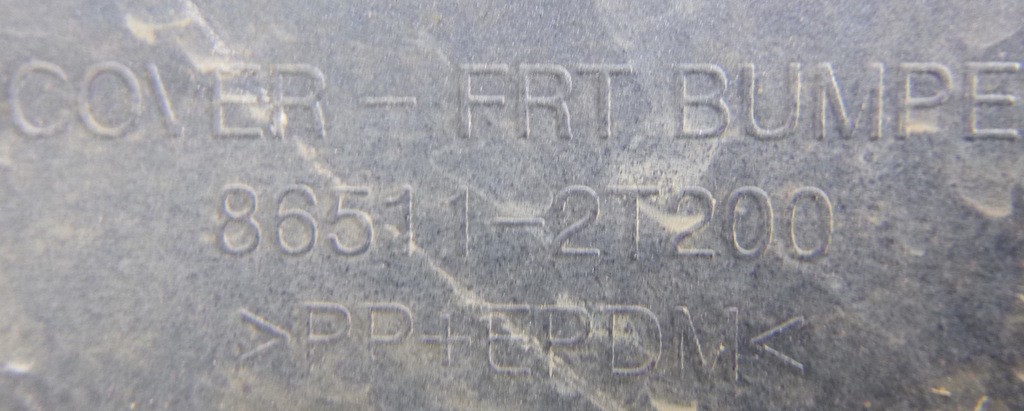 COVER - FRT BUMPE
86511-2T200
>PP+EPDM<